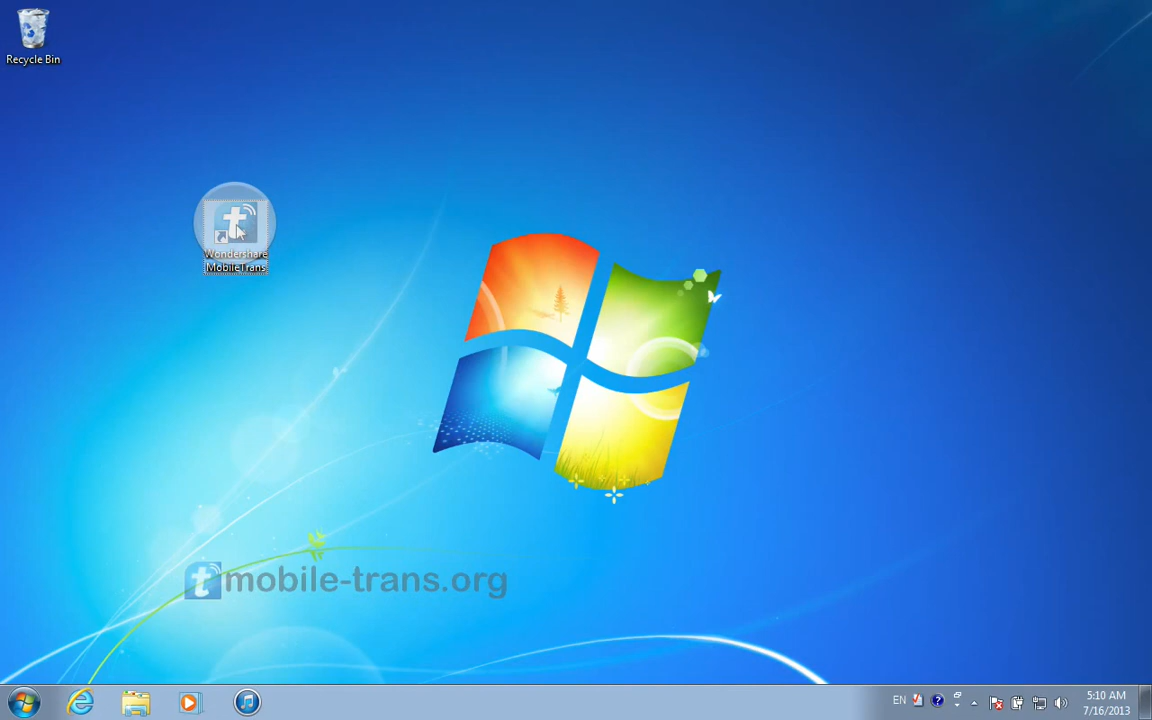 Recycle Bin
Wondershare
MobileTrans
mobile-trans.org
EN
5:10 AM
7/16/2013